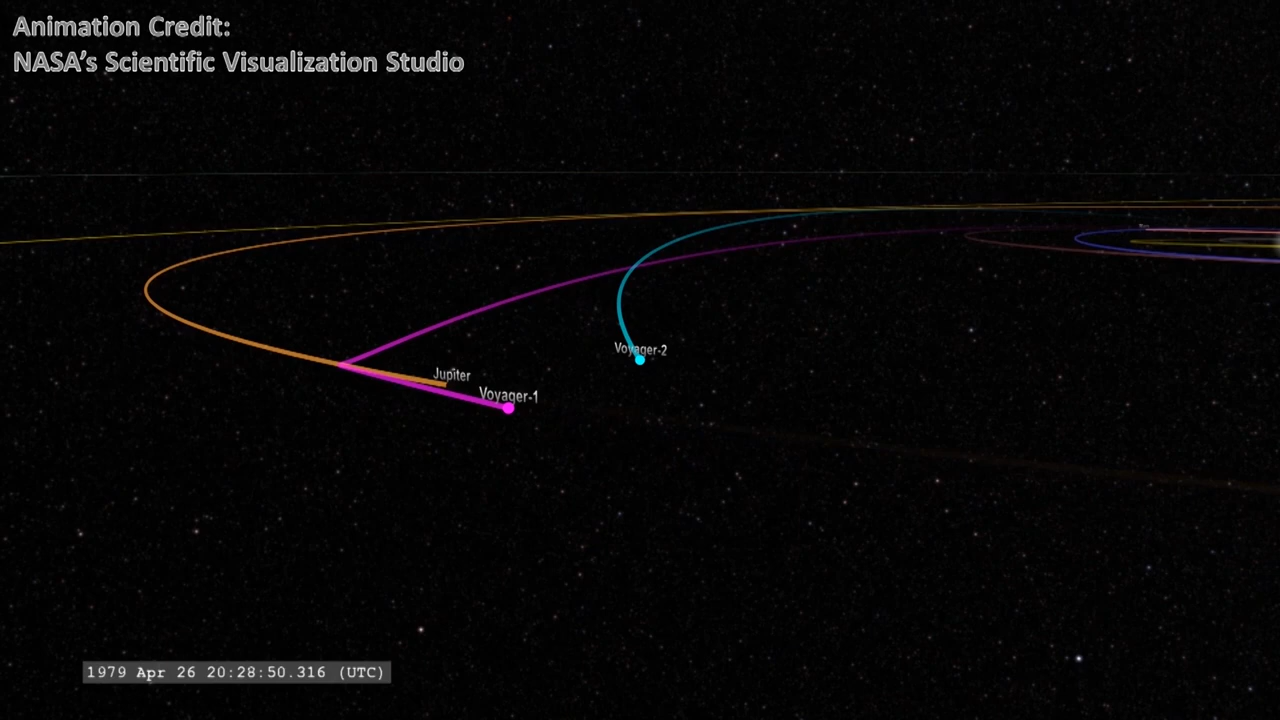 Animation Credit:
NASA's Scientific Visualization Studio
Voyager-2
Jupiter
Voyager-1
1979 Apr 26 20:28:50.316 (UTC)